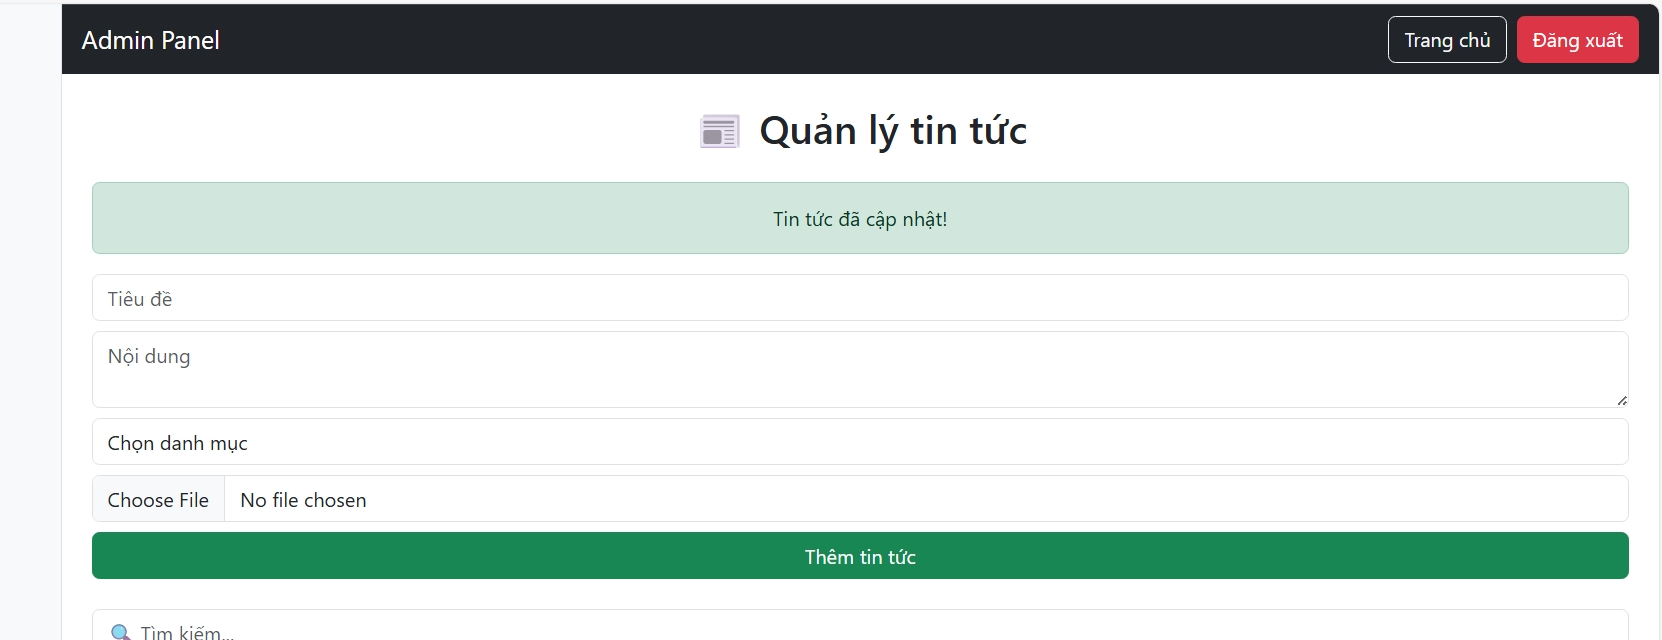 Admin Panel
Trang chủ
Đăng xuất
Quản lý tin tức
Tin tức đã cập nhật!
Tiêu đề
Nội dung
Chọn danh mục
Choose File No file chosen
Thêm tin tức
Tìm kiếm...